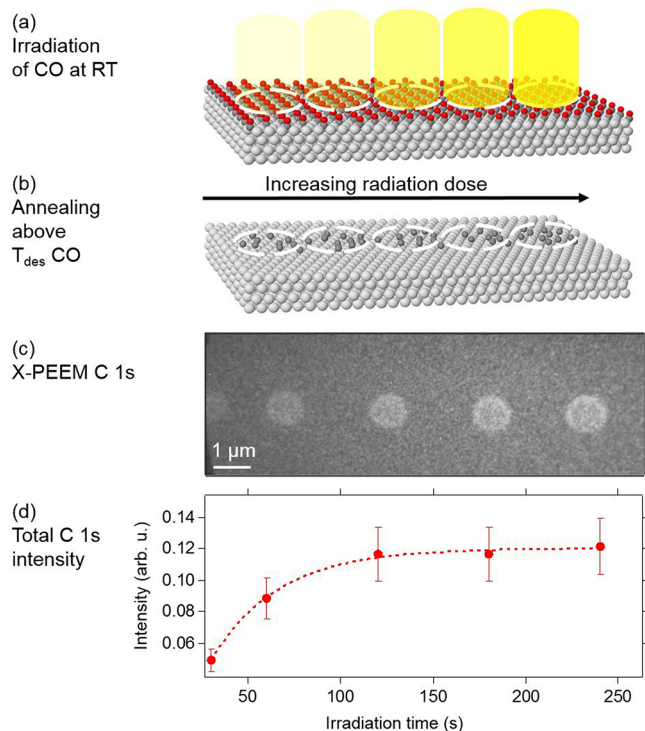 (a)
Irradiation
of CO at RT
(b)
Increasing radiation dose
Annealing
above
T_des CO
(c)
X-PEEM C 1s
1 µm
(d)
Total C 1s
intensity
Intensity (arb. u.)
0.14
0.12
0.10
0.08
0.06
50 100 150 200 250
Irradiation time (s)